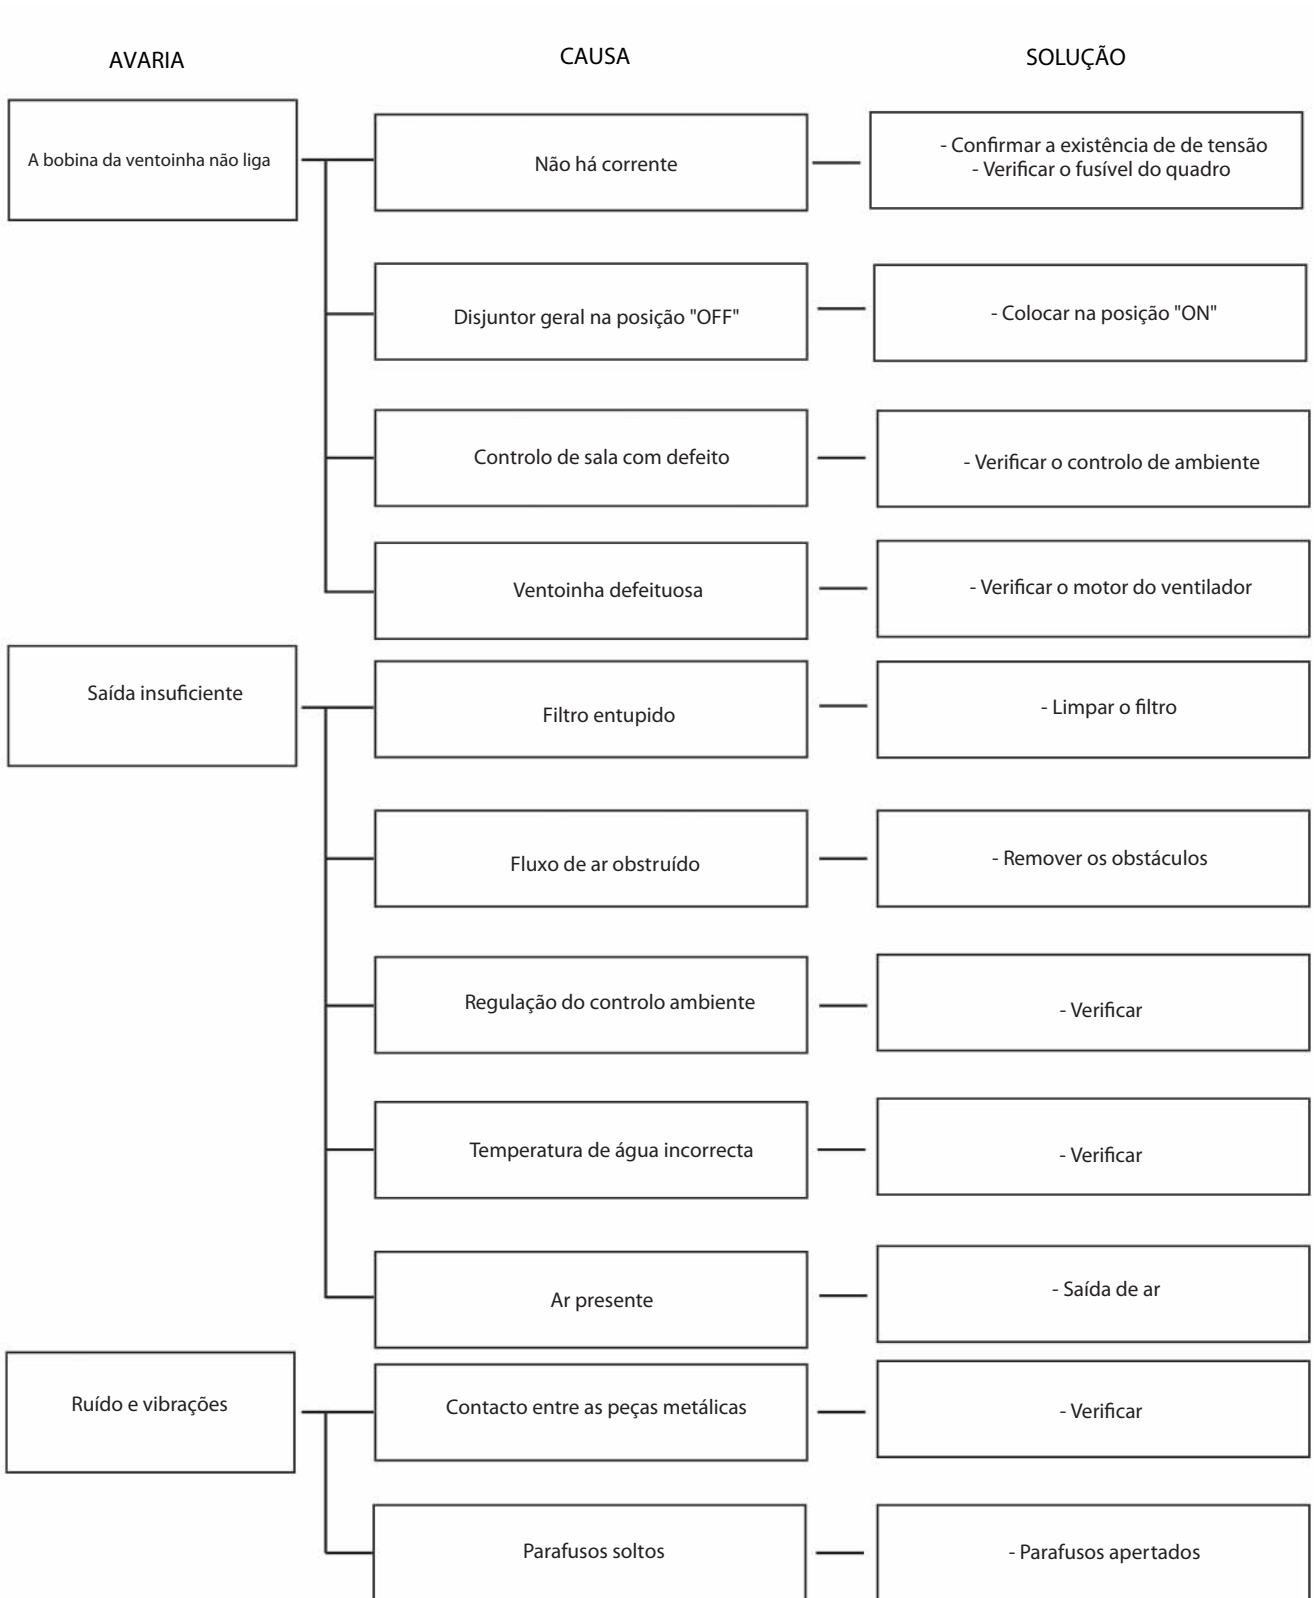 AVARIA
CAUSA
SOLUÇÃO
A bobina da ventoinha não liga
Não há corrente
- Confirmar a existência de de tensão
- Verificar o fusível do quadro
Disjuntor geral na posição "OFF"
- Colocar na posição "ON"
Controlo de sala com defeito
- Verificar o controlo de ambiente
Ventoinha defeituosa
- Verificar o motor do ventilador
Saída insuficiente
Filtro entupido
- Limpar o filtro
Fluxo de ar obstruído
- Remover os obstáculos
Regulação do controlo ambiente
- Verificar
Temperatura de água incorrecta
- Verificar
Ar presente
- Saída de ar
Ruído e vibrações
Contacto entre as peças metálicas
- Verificar
Parafusos soltos
- Parafusos apertados